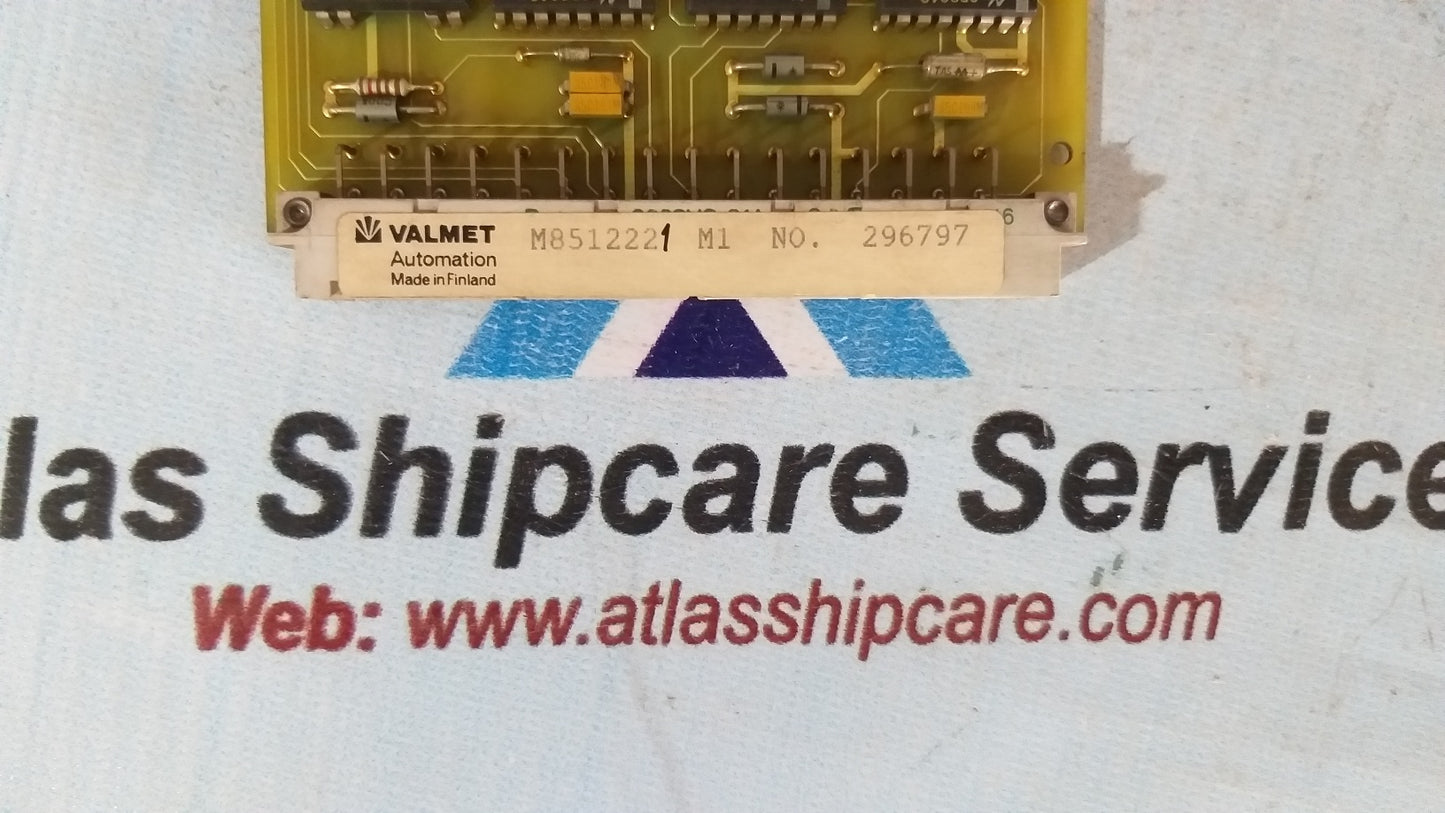 VALMET M8512221 M1 NO. 296797
Automation
Made in Finland
las Shipcare Service
Web: www.atlasshipcare.com